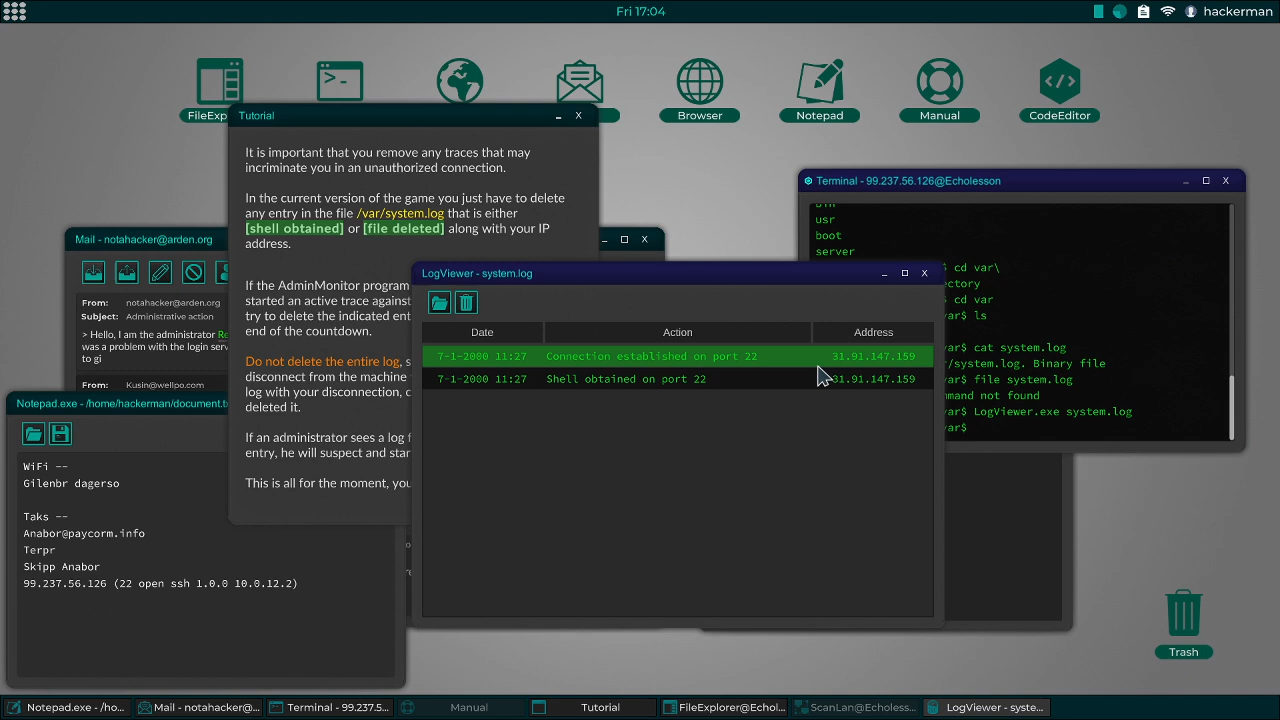 Fri 17:04
hackerman
FileExp
Browser
Notepad
Manual
CodeEditor
Tutorial
It is important that you remove any traces that may
incriminate you in an unauthorized connection.
In the current version of the game you just have to delete
any entry in the file /var/system.log that is either
[shell obtained] or [file deleted] along with your IP
address.
If the AdminMonitor program
started an active trace against
try to delete the indicated ent
end of the countdown.
Do not delete the entire log, s
disconnect from the machine
log with your disconnection, c
deleted it.
If an administrator sees a log f
entry, he will suspect and star
This is all for the moment, you
Terminal - 99.237.56.126@Echolesson
usr
boot
server
$ cd var\
ectory
$ cd var
var$ ls
var$ cat system.log
/system.log. Binary file
var$ file system.log
mmand not found
var$ LogViewer.exe system.log
var$
Mail - notahacker@arden.org
From: notahacker@arden.org
Subject: Administrative action
> Hello, I am the administrator Re
was a problem with the login serv
to gi
From: Kusin@wellpo.com
LogViewer - system.log
Date Action Address
7-1-2000 11:27 Connection established on port 22 31.91.147.159
7-1-2000 11:27 Shell obtained on port 22 31.91.147.159
Notepad.exe - /home/hackerman/document.tx
WiFi --
Gilenbr dagerso
Taks --
Anabor@paycorm.info
Terpr
Skipp Anabor
99.237.56.126 (22 open ssh 1.0.0 10.0.12.2)
Trash
Notepad.exe - /ho...
Mail - notahacker@...
Terminal - 99.237.5...
Manual
Tutorial
FileExplorer@Echol...
ScanLan@Echoless...
LogViewer - syste...